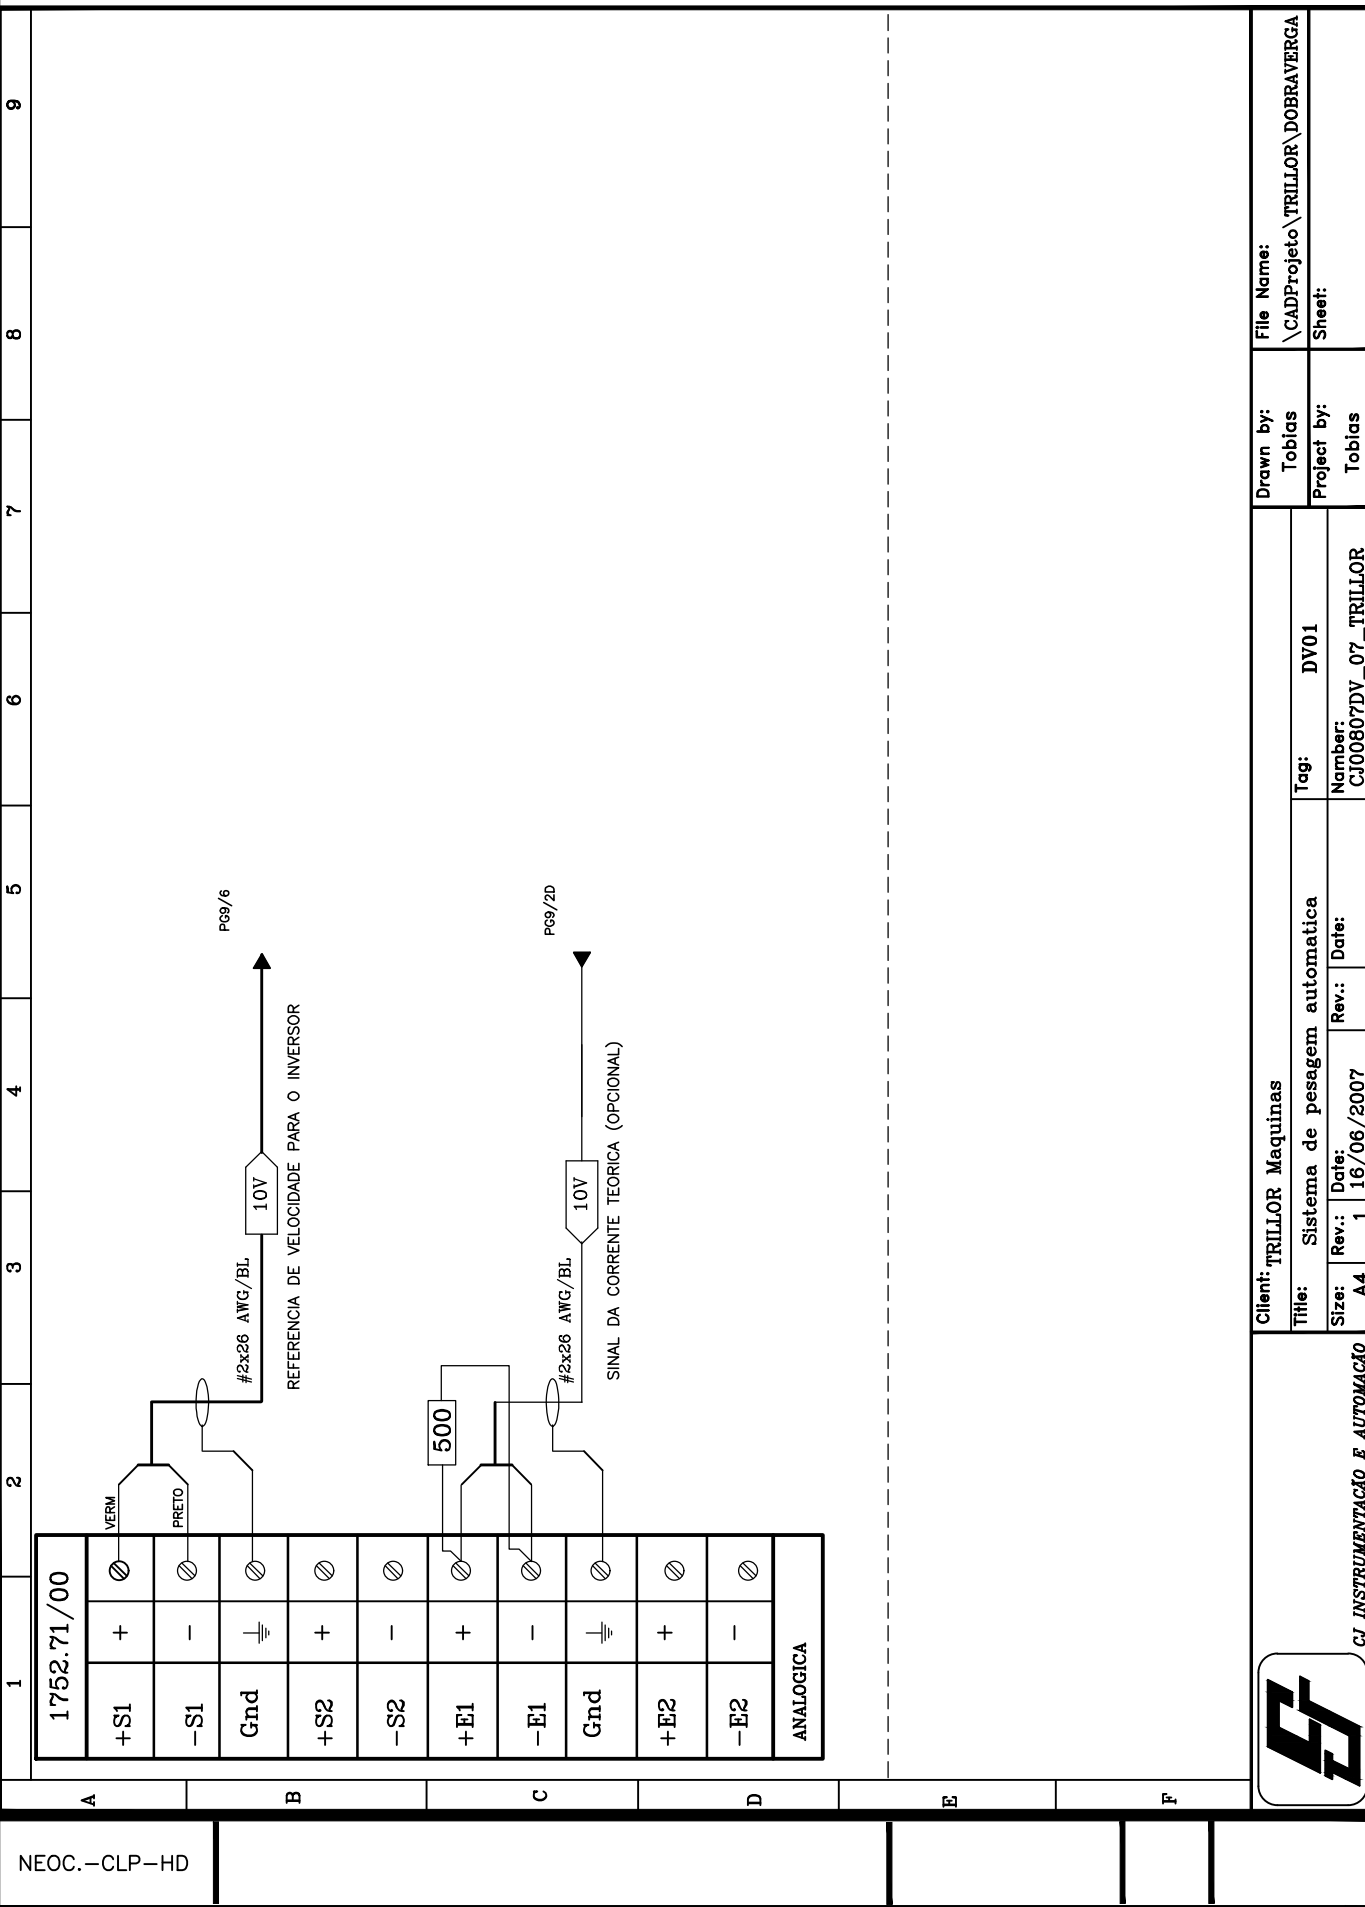 1 2 3 4 5 6 7 8 9
A
B
C
D
E
F
1752.71/00
+S1 +
VERM
-S1 -
PRETO
Gnd
+S2 +
-S2 -
+E1 +
-E1 -
Gnd
+E2 +
-E2 -
ANALOGICA
#2x26 AWG/BL
10V
PG9/6
REFERENCIA DE VELOCIDADE PARA O INVERSOR
500
#2x26 AWG/BL
10V
PG9/2D
SINAL DA CORRENTE TEORICA (OPCIONAL)
CJ INSTRUMENTAÇÃO E AUTOMAÇÃO
Client: TRILLOR Maquinas
Title: Sistema de pesagem automatica
Tag: DV01
Size: A4
Rev.: 1
Date: 16/06/2007
Rev.:
Date:
Namber: CJ00807DV_07_TRILLOR
Drawn by: Tobias
Project by: Tobias
File Name: \CADProjeto\TRILLOR\DOBRAVERGA
Sheet:
NEOC.-CLP-HD